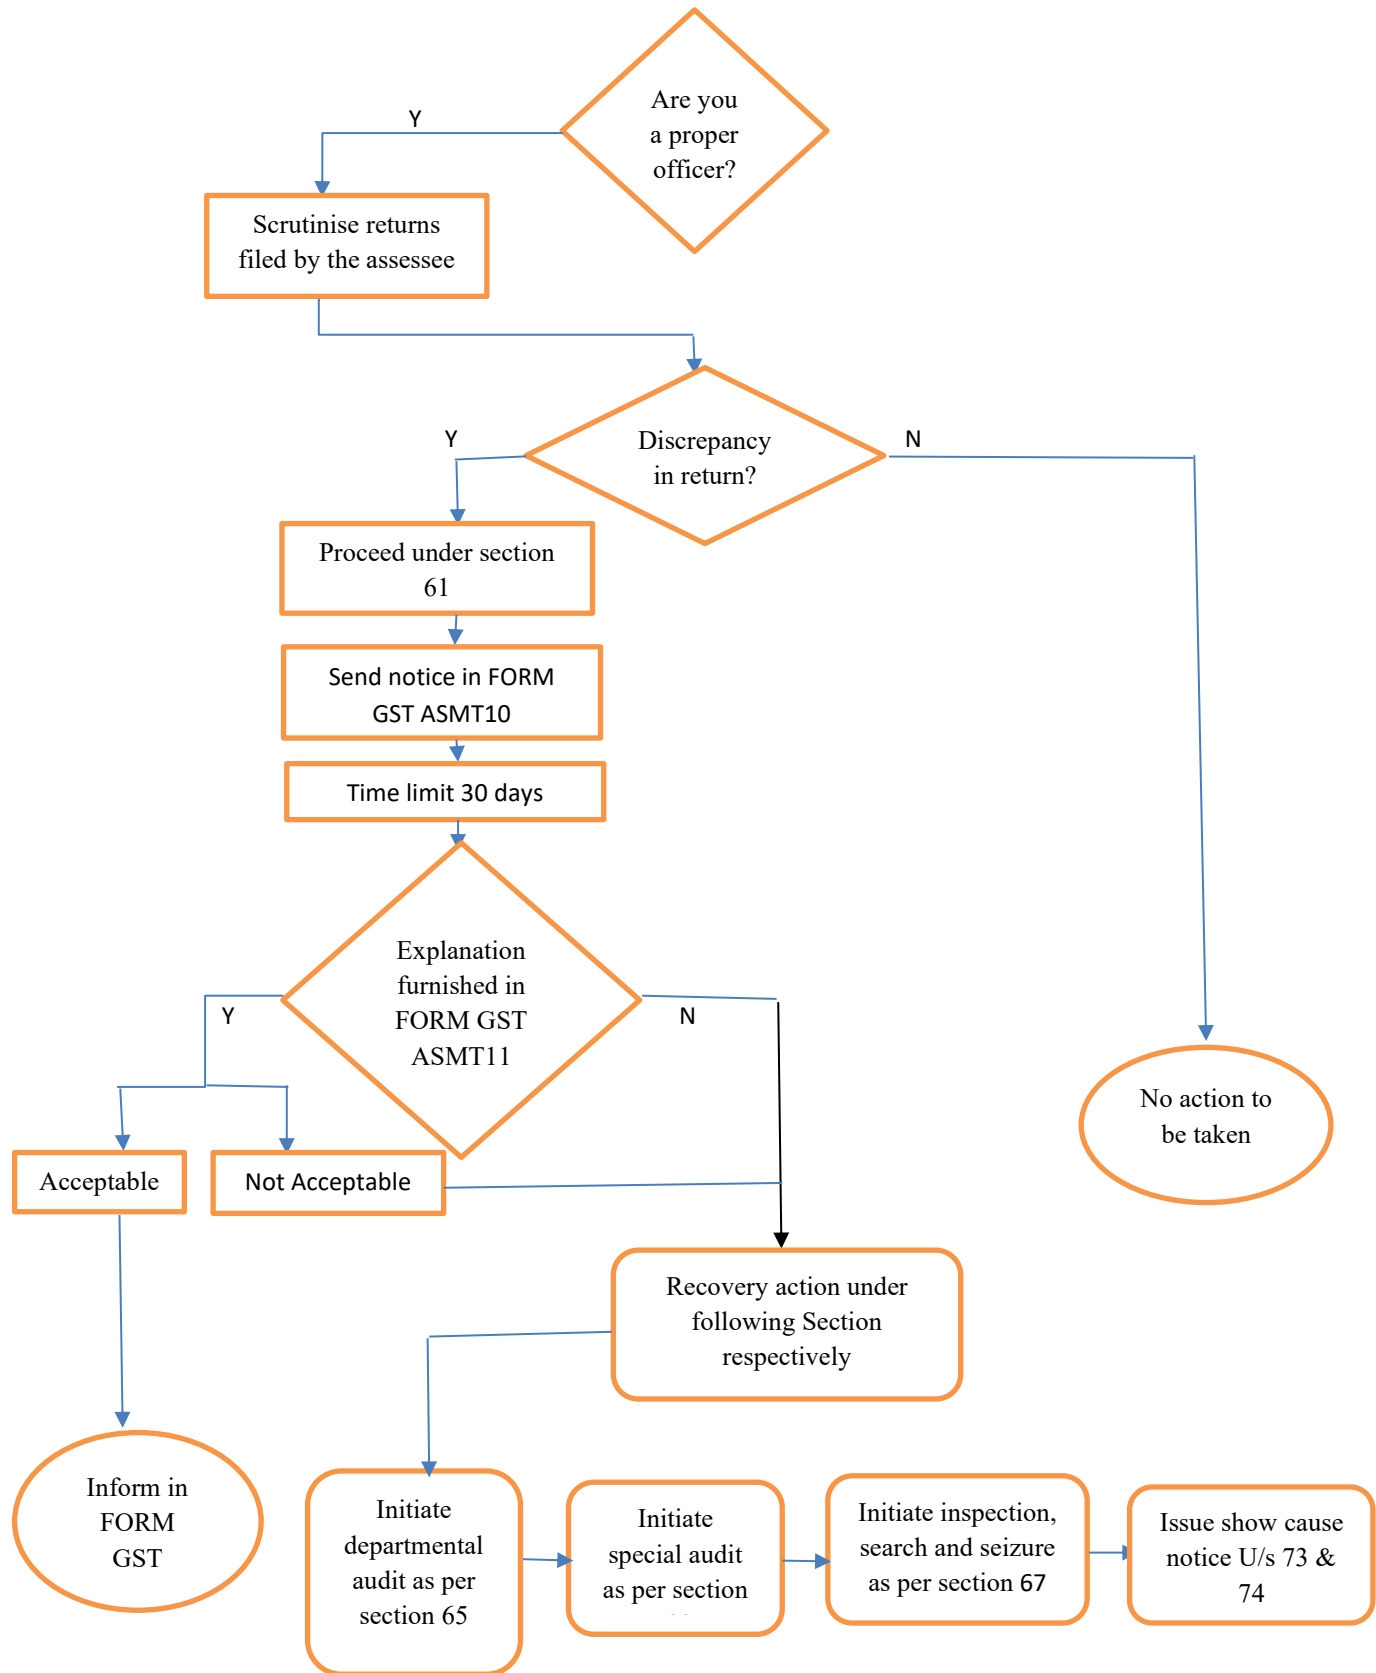 Are you
a proper
officer?
Y
Scrutinise returns
filed by the assessee
Discrepancy
in return?
Y
N
Proceed under section
61
Send notice in FORM
GST ASMT10
Time limit 30 days
Explanation
furnished in
FORM GST
ASMT11
Y
N
No action to
be taken
Acceptable
Not Acceptable
Recovery action under
following Section
respectively
Inform in
FORM
GST
Initiate
departmental
audit as per
section 65
Initiate
special audit
as per section
Initiate inspection,
search and seizure
as per section 67
Issue show cause
notice U/s 73 &
74